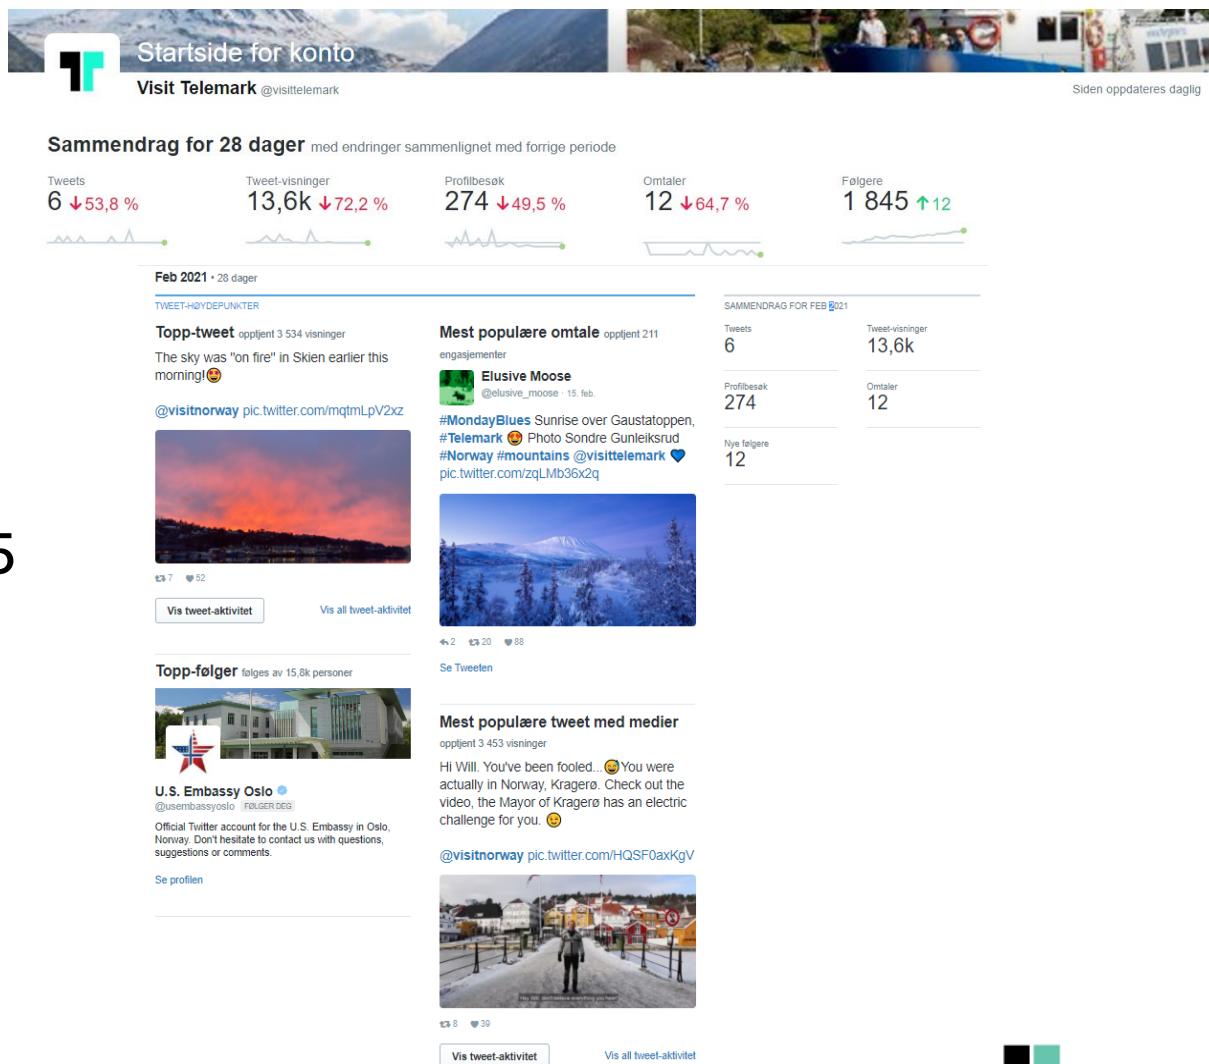 Startside for konto
Visit Telemark @visittelemark
Siden oppdateres daglig
Sammendrag for 28 dager med endringer sammenlignet med forrige periode
Tweets
6 ↓53,8 %
Tweet-visninger
13,6k ↓72,2 %
Profilbesøk
274 ↓49,5 %
Omtaler
12 ↓64,7 %
Følgere
1 845 ↑12
Feb 2021 • 28 dager
TWEET-HØYDEPUNKTER
Topp-tweet opptjent 3 534 visninger
The sky was "on fire" in Skien earlier this
morning!🤩
@visitnorway pic.twitter.com/mqtmLpV2xz
7 52
Vis tweet-aktivitet
Vis all tweet-aktivitet
Topp-følger følges av 15,8k personer
U.S. Embassy Oslo
@usembassyoslo FØLGER DEG
Official Twitter account for the U.S. Embassy in Oslo,
Norway. Don't hesitate to contact us with questions,
suggestions or comments.
Se profilen
Mest populære omtale opptjent 211
engasjementer
Elusive Moose
@elusive_moose · 15. feb.
#MondayBlues Sunrise over Gaustatoppen,
#Telemark 🤩 Photo Sondre Gunleiksrud
#Norway #mountains @visittelemark 💙
pic.twitter.com/zqLMb36x2q
2 20 88
Se Tweeten
Mest populære tweet med medier
opptjent 3 453 visninger
Hi Will. You've been fooled...😅You were
actually in Norway, Kragerø. Check out the
video, the Mayor of Kragerø has an electric
challenge for you. 😉
@visitnorway pic.twitter.com/HQSF0axKgV
Hey Will, don't believe everything you hear!
8 39
Vis tweet-aktivitet
Vis all tweet-aktivitet
SAMMENDRAG FOR FEB 2021
Tweets
6
Tweet-visninger
13,6k
Profilbesøk
274
Omtaler
12
Nye følgere
12
5